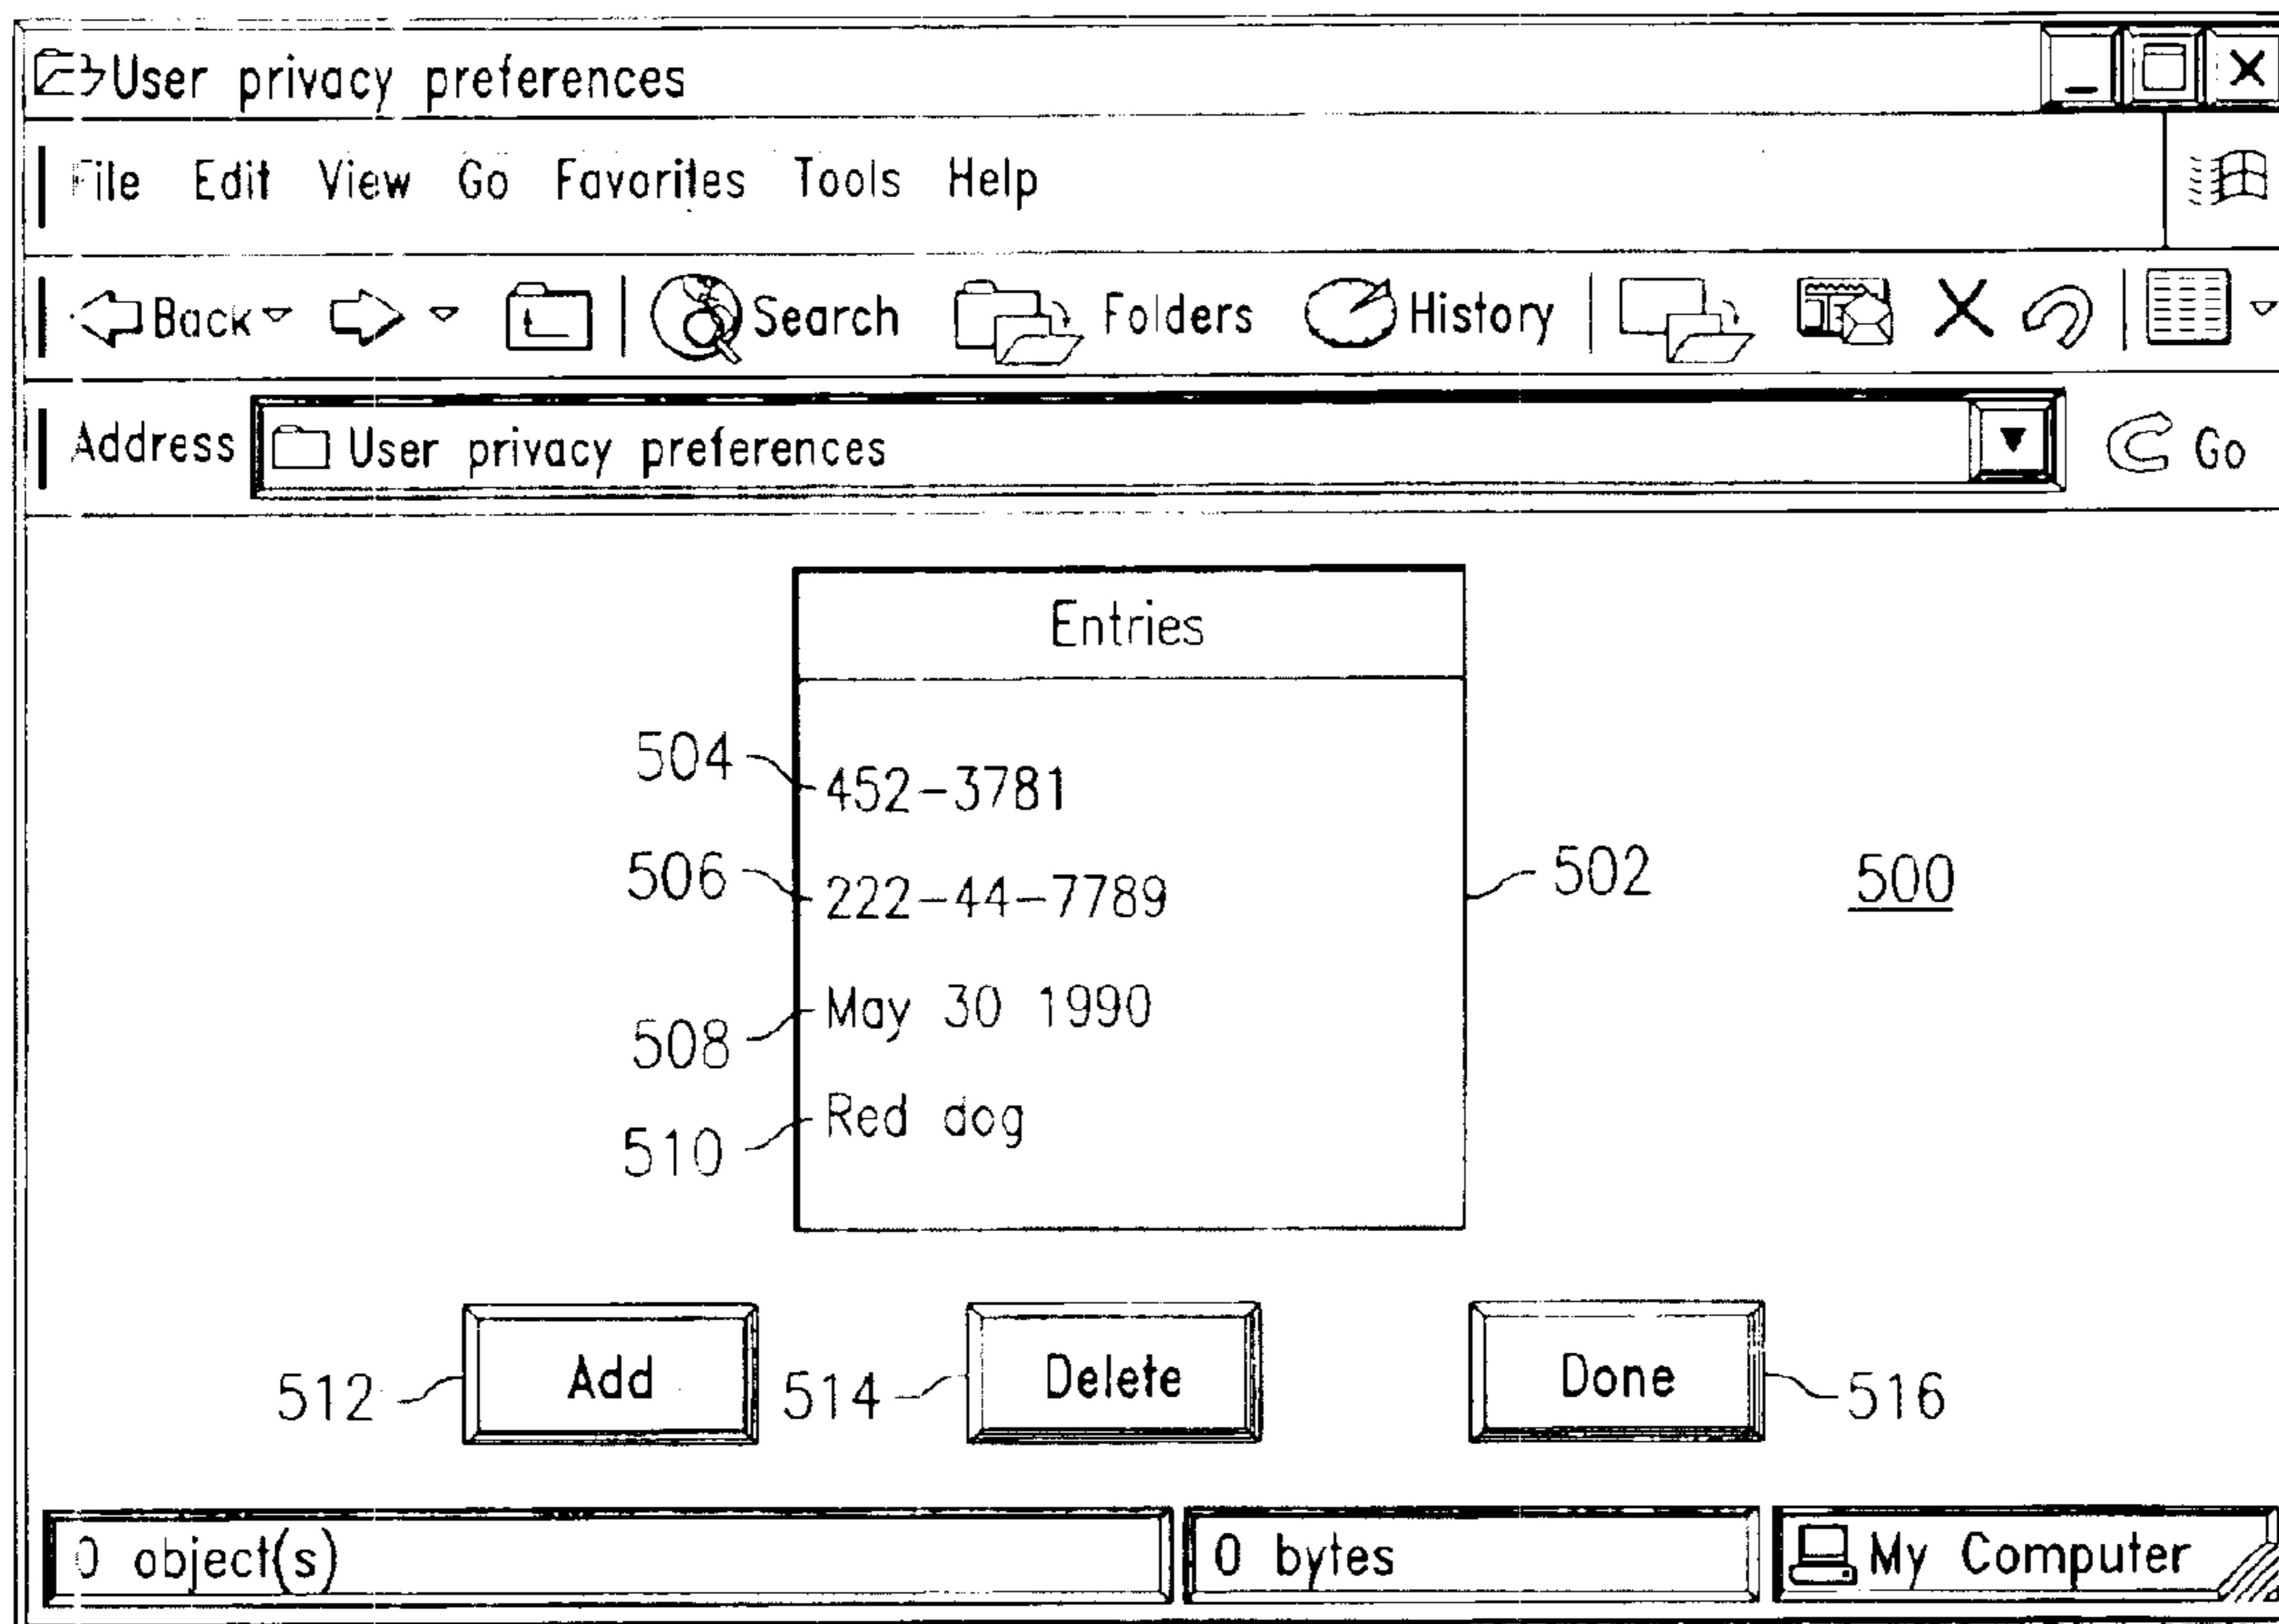 User privacy preferences
File Edit View Go Favorites Tools Help
Back Search Folders History
Address User privacy preferences Go
Entries
504 452-3781
506 222-44-7789 502 500
508 May 30 1990
510 Red dog
512 Add 514 Delete Done 516
0 object(s) 0 bytes My Computer